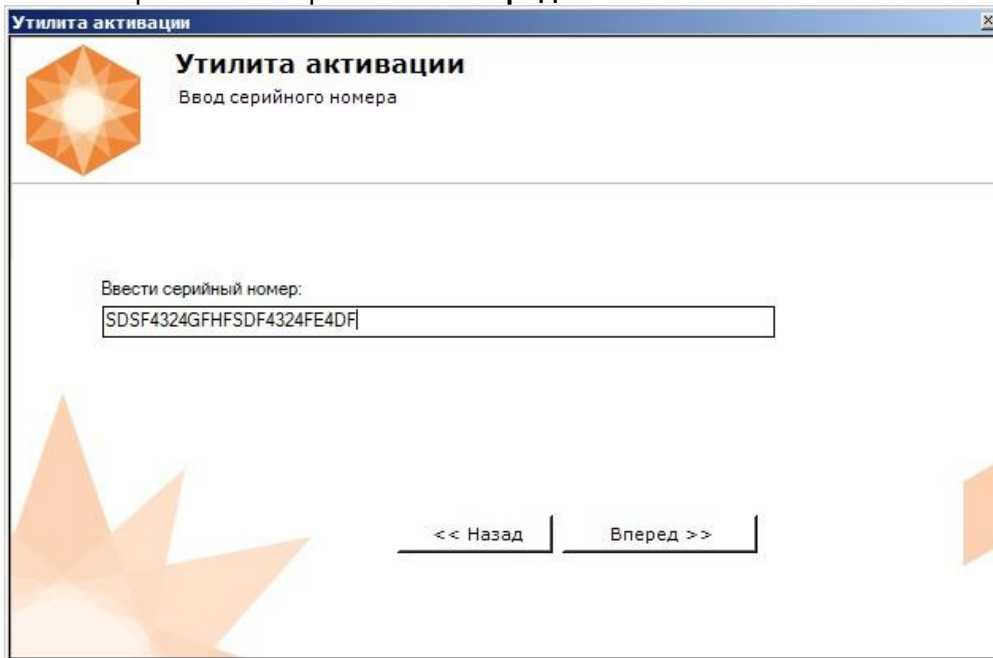 Утилита активации
Утилита активации
Ввод серийного номера
Ввести серийный номер:
SDSF4324GFHFSDF4324FE4DF
<< Назад
Вперед >>